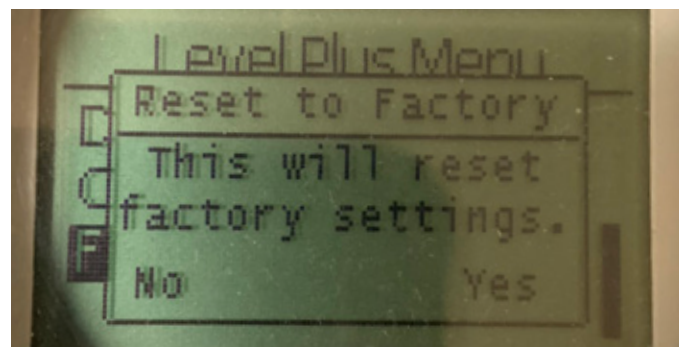 Level Plus Menu
Reset to Factory
This will reset
factory settings.
No Yes